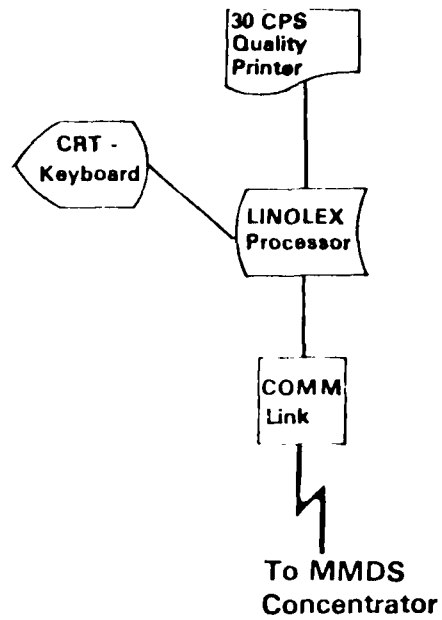 30 CPS
Quality
Printer
CRT -
Keyboard
LINOLEX
Processor
COMM
Link
To MMDS
Concentrator